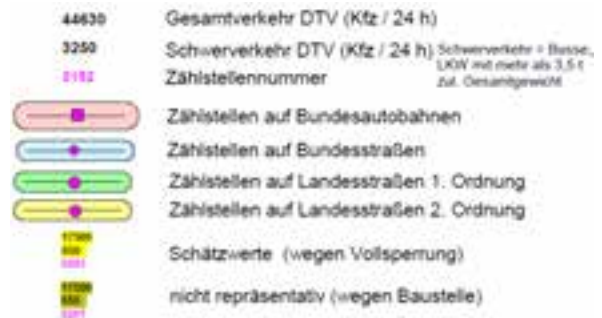 44630 Gesamtverkehr DTV (Kfz / 24 h)
3250 Schwerverkehr DTV (Kfz / 24 h) Schwerverkehr = Busse,
LKW mit mehr als 3,5 t
zul. Gesamtgewicht
Zählstellennummer
Zählstellen auf Bundesautobahnen
Zählstellen auf Bundesstraßen
Zählstellen auf Landesstraßen 1. Ordnung
Zählstellen auf Landesstraßen 2. Ordnung
Schätzwerte (wegen Vollsperrung)
nicht repräsentativ (wegen Baustelle)